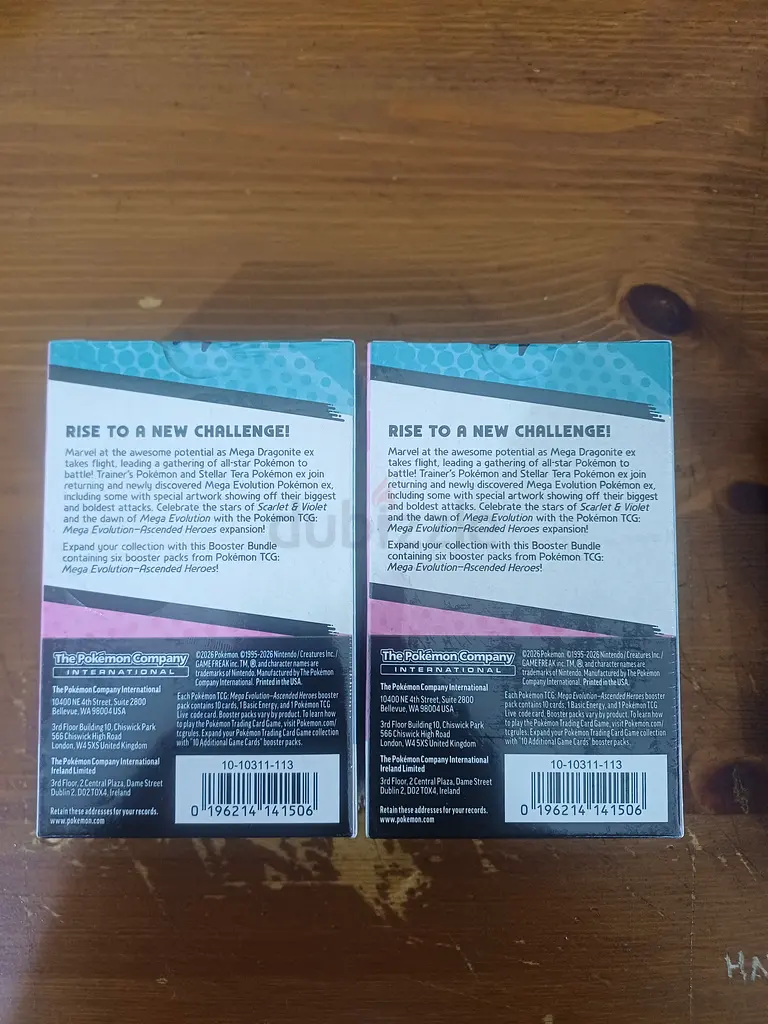 RISE TO A NEW CHALLENGE!
Marvel at the awesome potential as Mega Dragonite ex
takes flight, leading a gathering of all-star Pokémon to
battle! Trainer's Pokémon and Stellar Tera Pokémon ex join
returning and newly discovered Mega Evolution Pokémon ex,
including some with special artwork showing off their biggest
and boldest attacks. Celebrate the stars of Scarlet & Violet
and the dawn of Mega Evolution with the Pokémon TCG:
Mega Evolution—Ascended Heroes expansion!
Expand your collection with this Booster Bundle
containing six booster packs from Pokémon TCG:
Mega Evolution—Ascended Heroes!
The Pokémon Company
INTERNATIONAL
The Pokémon Company International
10400 NE 4th Street, Suite 2800
Bellevue, WA 98004 USA
3rd Floor Building 10, Chiswick Park
566 Chiswick High Road
London, W4 5XS United Kingdom
The Pokémon Company International
Ireland Limited
3rd Floor, 2 Central Plaza, Dame Street
Dublin 2, D02 T0X4, Ireland
Retain these addresses for your records.
www.pokemon.com
©2026 Pokémon. ©1995-2026 Nintendo / Creatures Inc. /
GAME FREAK inc. TM, ®, and character names are
trademarks of Nintendo. Manufactured by The Pokémon
Company International. Printed in the USA.
Each Pokémon TCG: Mega Evolution—Ascended Heroes booster
pack contains 10 cards, 1 Basic Energy, and 1 Pokémon TCG
Live code card. Booster packs vary by product. To learn how
to play the Pokémon Trading Card Game, visit Pokemon.com/
tcgrules. Expand your Pokémon Trading Card Game collection
with "10 Additional Game Cards" booster packs.
10-10311-113
0 196214 141506
RISE TO A NEW CHALLENGE!
Marvel at the awesome potential as Mega Dragonite ex
takes flight, leading a gathering of all-star Pokémon to
battle! Trainer's Pokémon and Stellar Tera Pokémon ex join
returning and newly discovered Mega Evolution Pokémon ex,
including some with special artwork showing off their biggest
and boldest attacks. Celebrate the stars of Scarlet & Violet
and the dawn of Mega Evolution with the Pokémon TCG:
Mega Evolution—Ascended Heroes expansion!
Expand your collection with this Booster Bundle
containing six booster packs from Pokémon TCG:
Mega Evolution—Ascended Heroes!
The Pokémon Company
INTERNATIONAL
The Pokémon Company International
10400 NE 4th Street, Suite 2800
Bellevue, WA 98004 USA
3rd Floor Building 10, Chiswick Park
566 Chiswick High Road
London, W4 5XS United Kingdom
The Pokémon Company International
Ireland Limited
3rd Floor, 2 Central Plaza, Dame Street
Dublin 2, D02 T0X4, Ireland
Retain these addresses for your records.
www.pokemon.com
©2026 Pokémon. ©1995-2026 Nintendo / Creatures Inc. /
GAME FREAK inc. TM, ®, and character names are
trademarks of Nintendo. Manufactured by The Pokémon
Company International. Printed in the USA.
Each Pokémon TCG: Mega Evolution—Ascended Heroes booster
pack contains 10 cards, 1 Basic Energy, and 1 Pokémon TCG
Live code card. Booster packs vary by product. To learn how
to play the Pokémon Trading Card Game, visit Pokemon.com/
tcgrules. Expand your Pokémon Trading Card Game collection
with "10 Additional Game Cards" booster packs.
10-10311-113
0 196214 141506
dubizzle